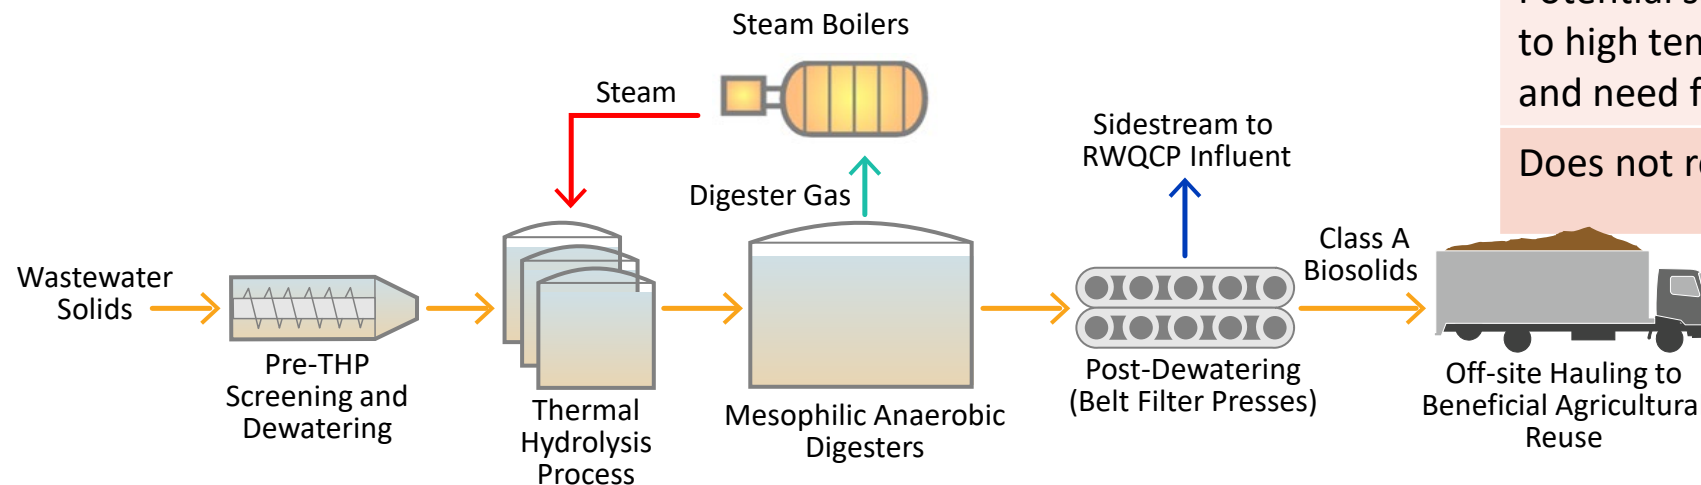 Steam Boilers
Steam
Digester Gas
Sidestream to
RWQCP Influent
to high
and need
Does not
Class A
Biosolids
Wastewater
Solids
Pre-THP
Screening and
Dewatering
Thermal
Hydrolysis
Process
Mesophilic Anaerobic
Digesters
Post-Dewatering
(Belt Filter Presses)
Off-site Hauling to
Beneficial Agricultura
Reuse